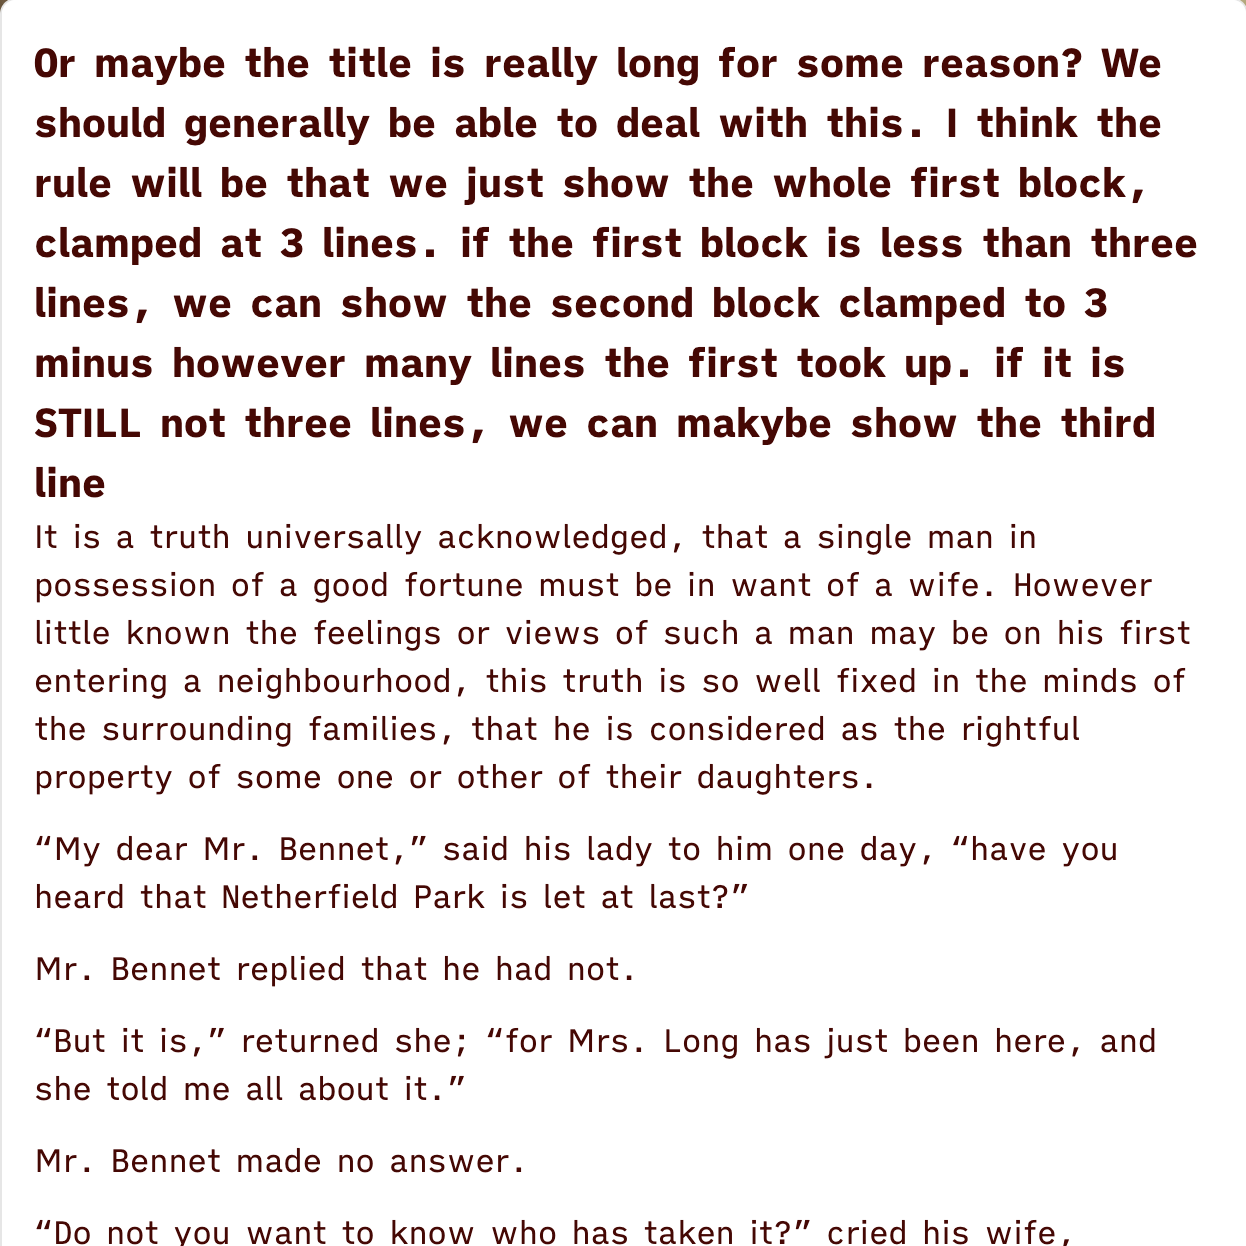 Or maybe the title is really long for some reason? We
should generally be able to deal with this. I think the
rule will be that we just show the whole first block,
clamped at 3 lines. if the first block is less than three
lines, we can show the second block clamped to 3
minus however many lines the first took up. if it is
STILL not three lines, we can makybe show the third
line
It is a truth universally acknowledged, that a single man in
possession of a good fortune must be in want of a wife. However
little known the feelings or views of such a man may be on his first
entering a neighbourhood, this truth is so well fixed in the minds of
the surrounding families, that he is considered as the rightful
property of some one or other of their daughters.
“My dear Mr. Bennet,” said his lady to him one day, “have you
heard that Netherfield Park is let at last?”
Mr. Bennet replied that he had not.
“But it is,” returned she; “for Mrs. Long has just been here, and
she told me all about it.”
Mr. Bennet made no answer.
“Do not you want to know who has taken it?” cried his wife,